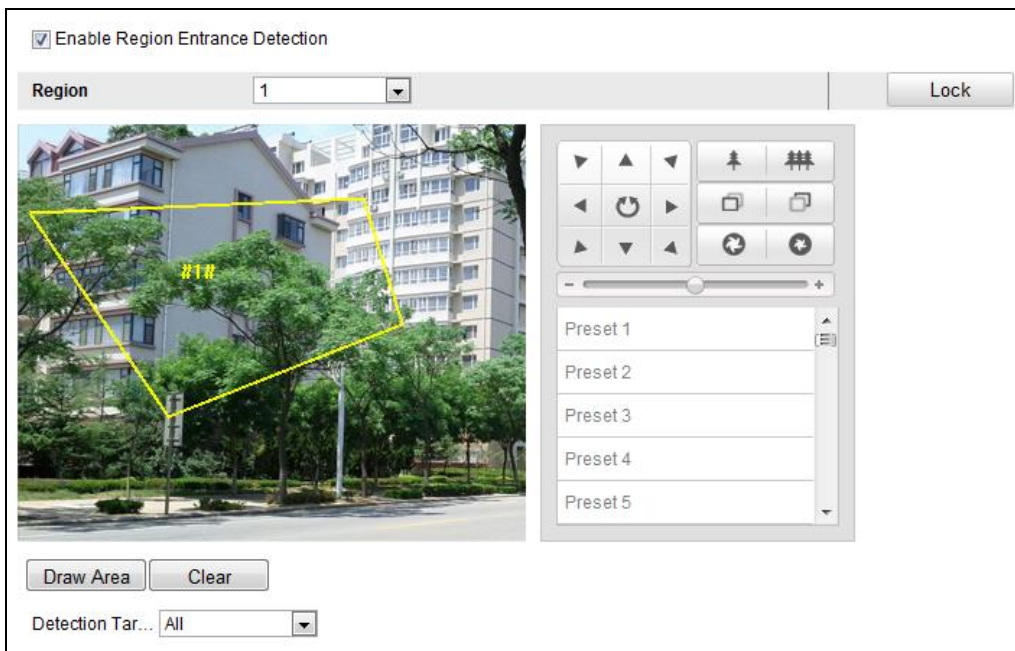 Enable Region Entrance Detection
Region 1 Lock
#1#
Preset 1
Preset 2
Preset 3
Preset 4
Preset 5
Draw Area Clear
Detection Tar... All